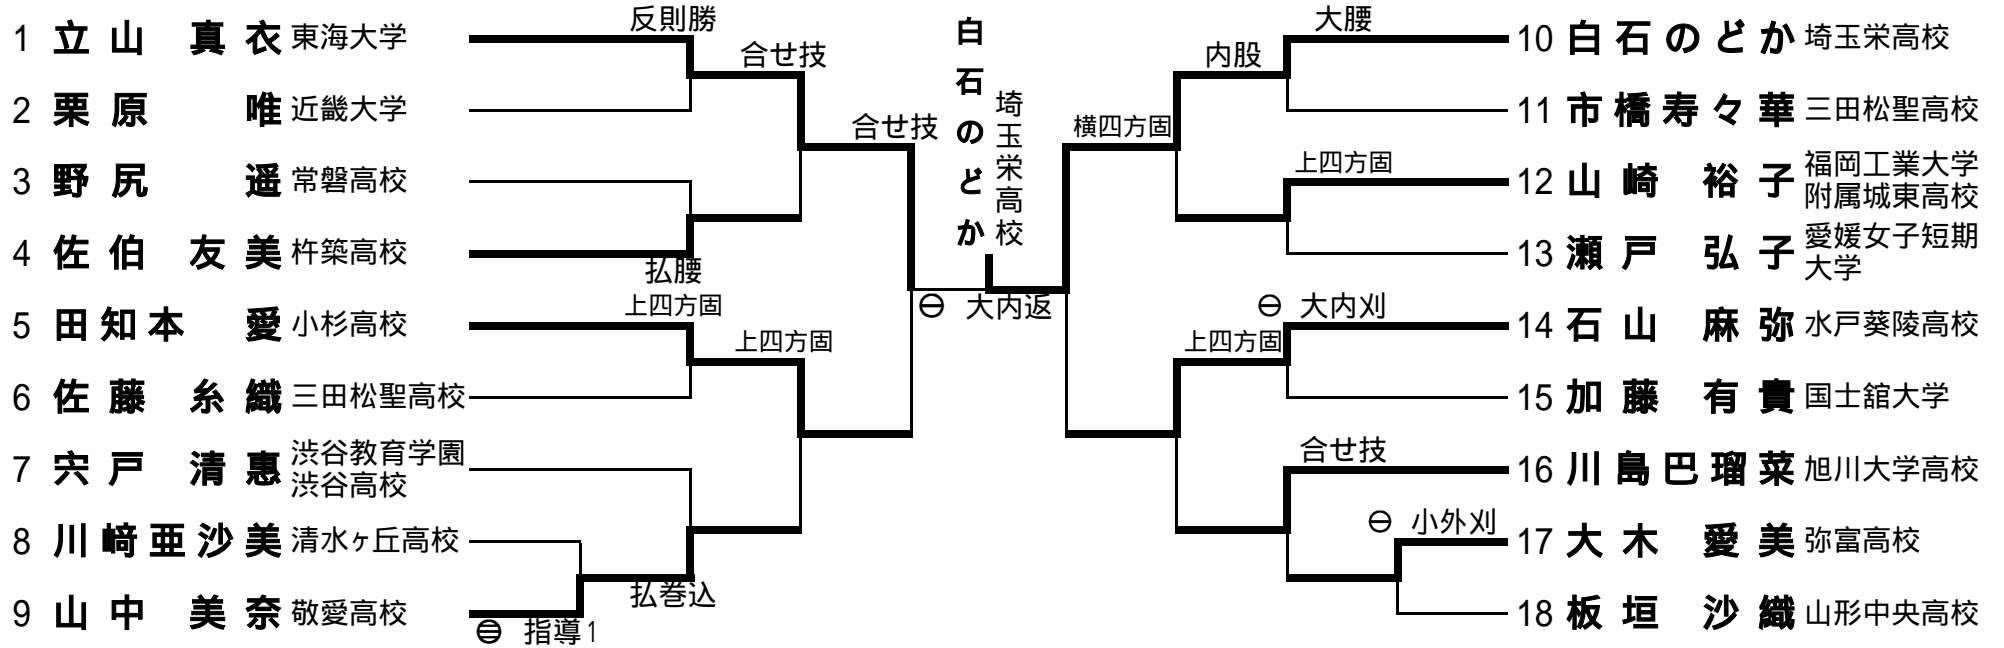 1 立山 真衣 東海大学
2 栗原 唯 近畿大学
3 野尻 遥 常磐高校
4 佐伯 友美 杵築高校
5 田知本 愛 小杉高校
6 佐藤 糸織 三田松聖高校
7 宍戸 清惠 渋谷教育学園
渋谷高校
8 川﨑亜沙美 清水ヶ丘高校
9 山中 美奈 敬愛高校
反則勝
合せ技
合せ技
払腰
上四方固
上四方固
払巻込
指導1
白石のどか
埼玉栄高校
大内返
大腰
内股
横四方固
上四方固
大内刈
上四方固
合せ技
小外刈
10 白石のどか 埼玉栄高校
11 市橋寿々華 三田松聖高校
12 山崎 裕子 福岡工業大学
附属城東高校
13 瀬戸 弘子 愛媛女子短期
大学
14 石山 麻弥 水戸葵陵高校
15 加藤 有貴 国士舘大学
16 川島巴瑠菜 旭川大学高校
17 大木 愛美 弥富高校
18 板垣 沙織 山形中央高校